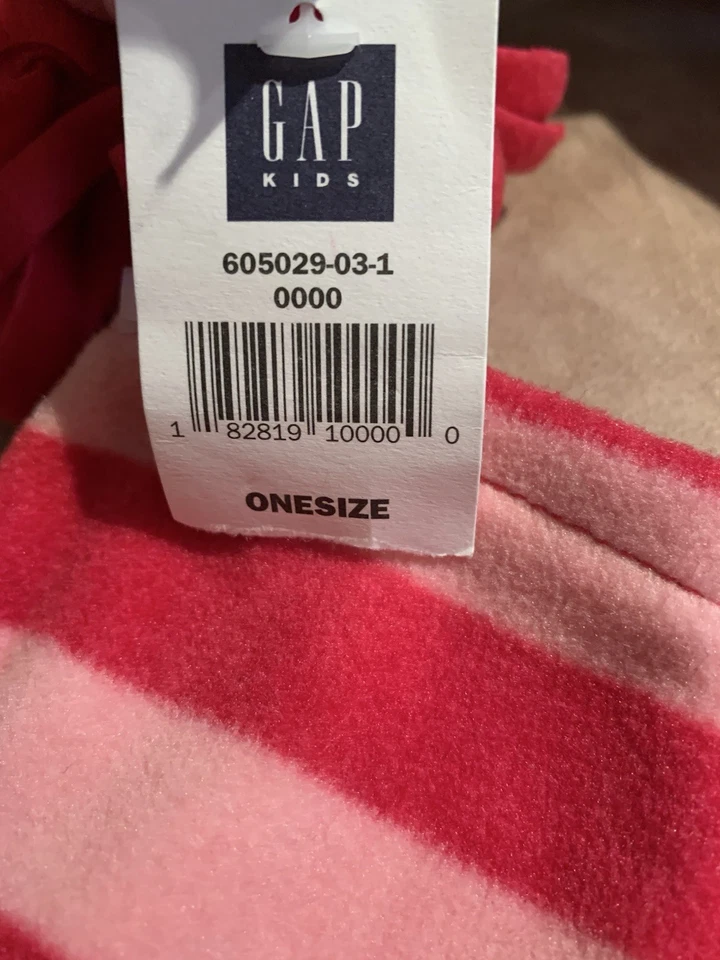 GAP
KIDS
605029-03-1
0000
1 82819 10000 0
ONESIZE